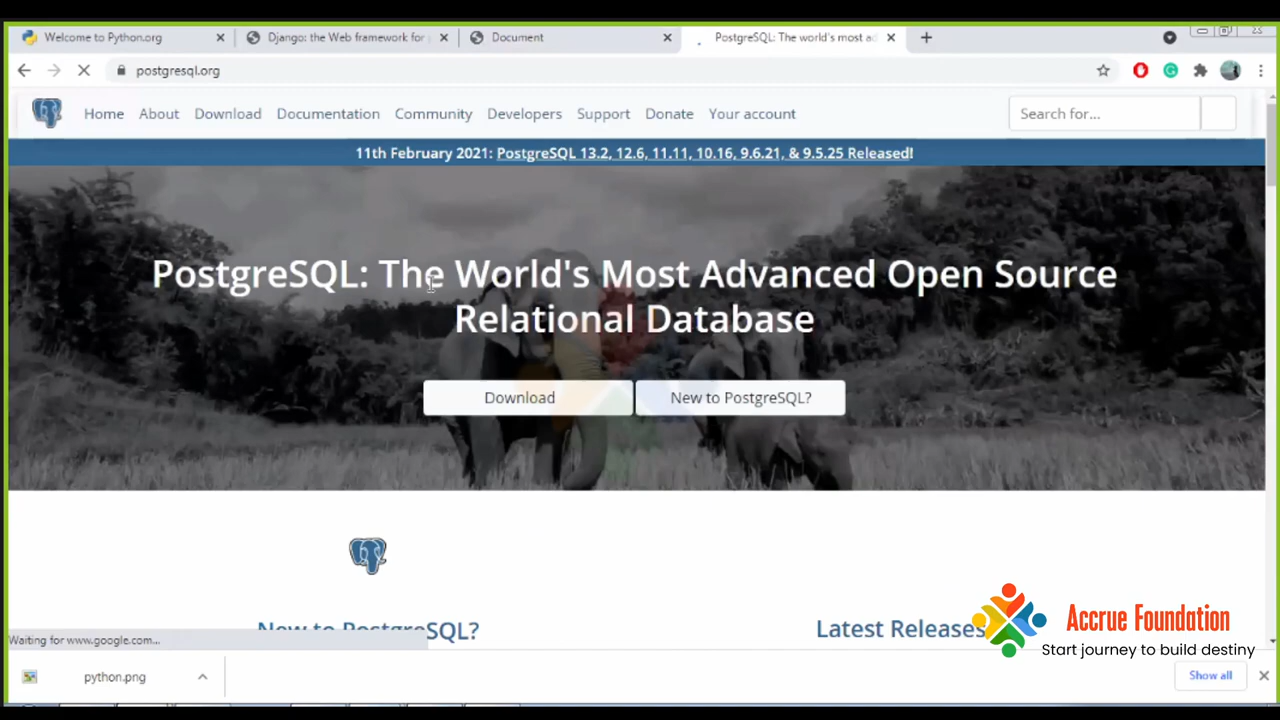 Welcome to Python.org
Django: the Web framework for
Document
PostgreSQL: The world's most ad
postgresql.org
Home About Download Documentation Community Developers Support Donate Your account
Search for...
11th February 2021: PostgreSQL 13.2, 12.6, 11.11, 10.16, 9.6.21, & 9.5.25 Released!
PostgreSQL: The World's Most Advanced Open Source
Relational Database
Download
New to PostgreSQL?
New to PostgreSQL?
Latest Releases
Accrue Foundation
Start journey to build destiny
Waiting for www.google.com...
python.png
Show all